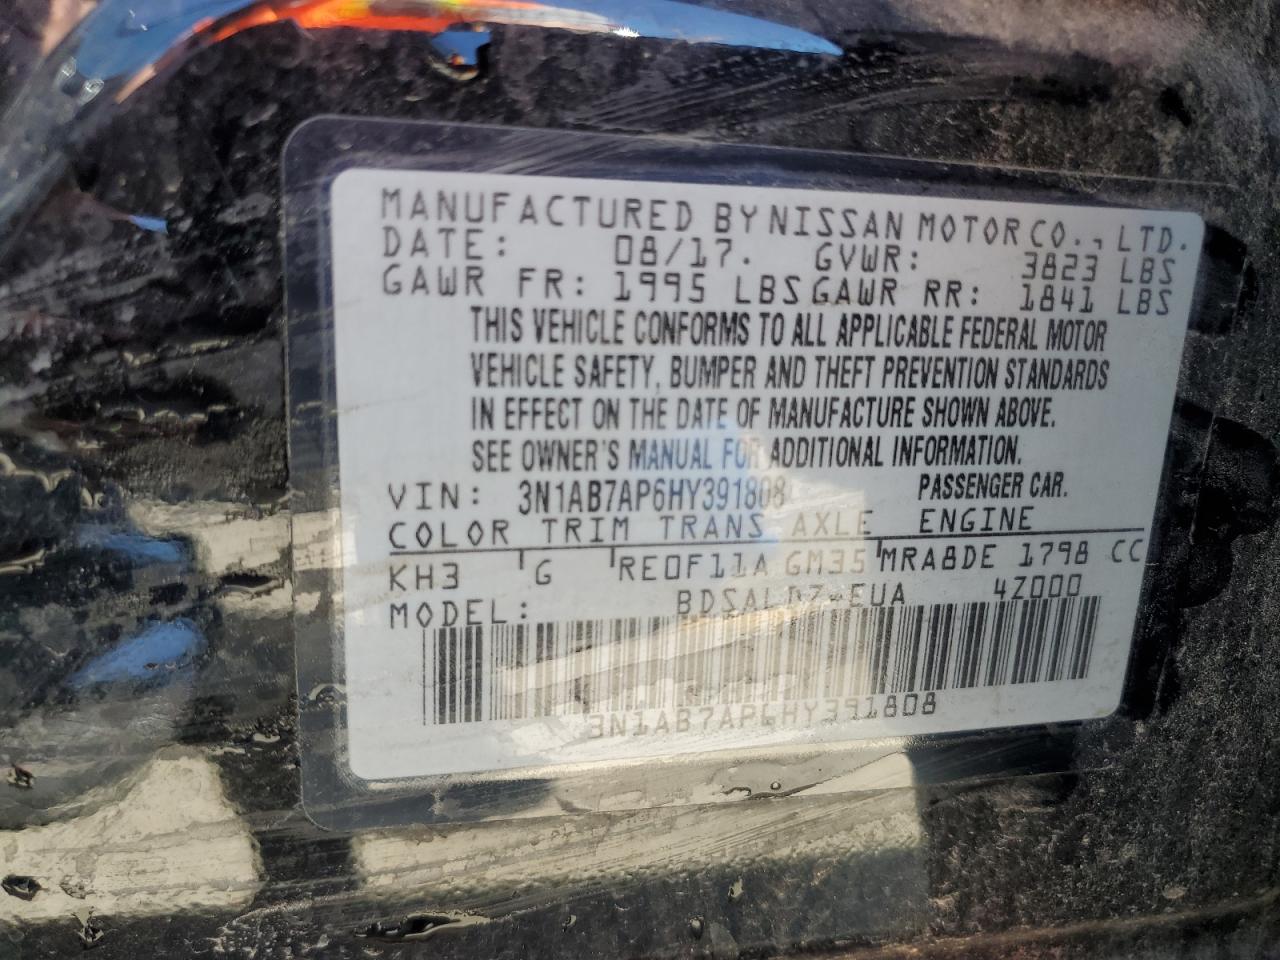 MANUFACTURED BY NISSAN MOTOR CO., LTD.
DATE: 08/17. GVWR: 3823 LBS
GAWR FR: 1995 LBS GAWR RR: 1841 LBS
THIS VEHICLE CONFORMS TO ALL APPLICABLE FEDERAL MOTOR
VEHICLE SAFETY, BUMPER AND THEFT PREVENTION STANDARDS
IN EFFECT ON THE DATE OF MANUFACTURE SHOWN ABOVE.
SEE OWNER'S MANUAL FOR ADDITIONAL INFORMATION.
VIN: 3N1AB7AP6HY391808 PASSENGER CAR.
COLOR TRIM TRANS AXLE ENGINE
KH3 G RE0F11A GM35 MRA8DE 1798 CC
MODEL: BDSALDZ-EUA 4Z000
3N1AB7AP6HY391808